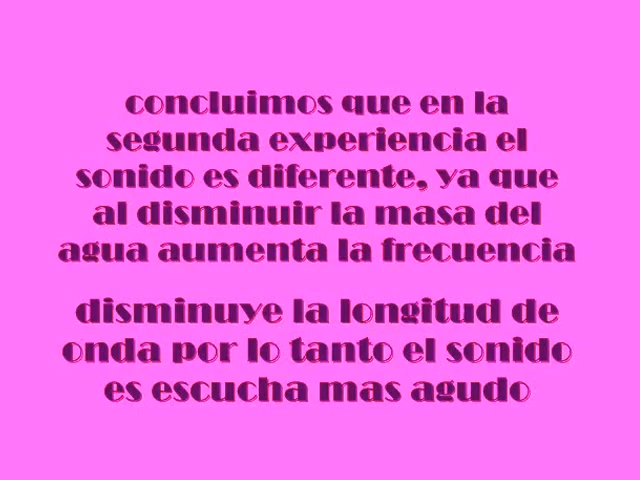 concluimos que en la
segunda experiencia el
sonido es diferente, ya que
al disminuir la masa del
agua aumenta la frecuencia
disminuye la longitud de
onda por lo tanto el sonido
es escucha mas agudo